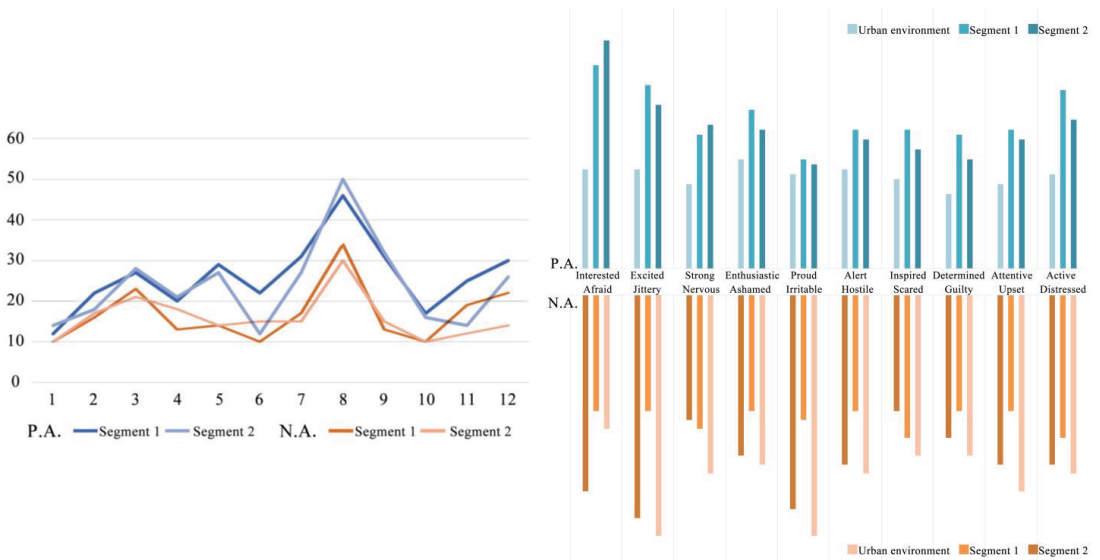 60
50
40
30
20
10
0
1 2 3 4 5 6 7 8 9 10 11 12
P.A. Segment 1 Segment 2 N.A. Segment 1 Segment 2
Urban environment Segment 1 Segment 2
P.A. Interested Excited Strong Enthusiastic Proud Alert Inspired Determined Attentive Active
Afraid Jittery Nervous Ashamed Irritable Hostile Scared Guilty Upset Distressed
N.A.
Urban environment Segment 1 Segment 2